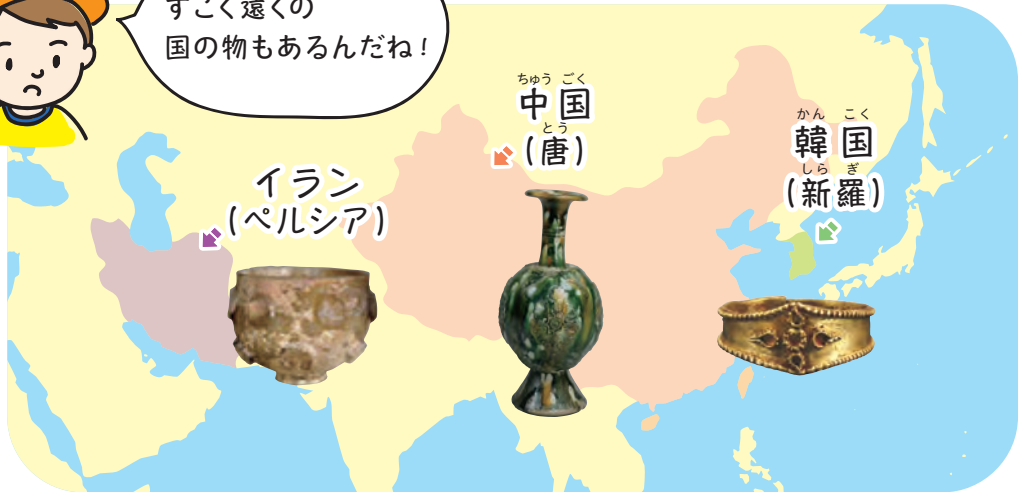 すごく遠くの
国の物もあるんだね！
ちゅう ごく
中国
とう
(唐)
かん こく
韓国
しら ぎ
(新羅)
イラン
(ペルシア)